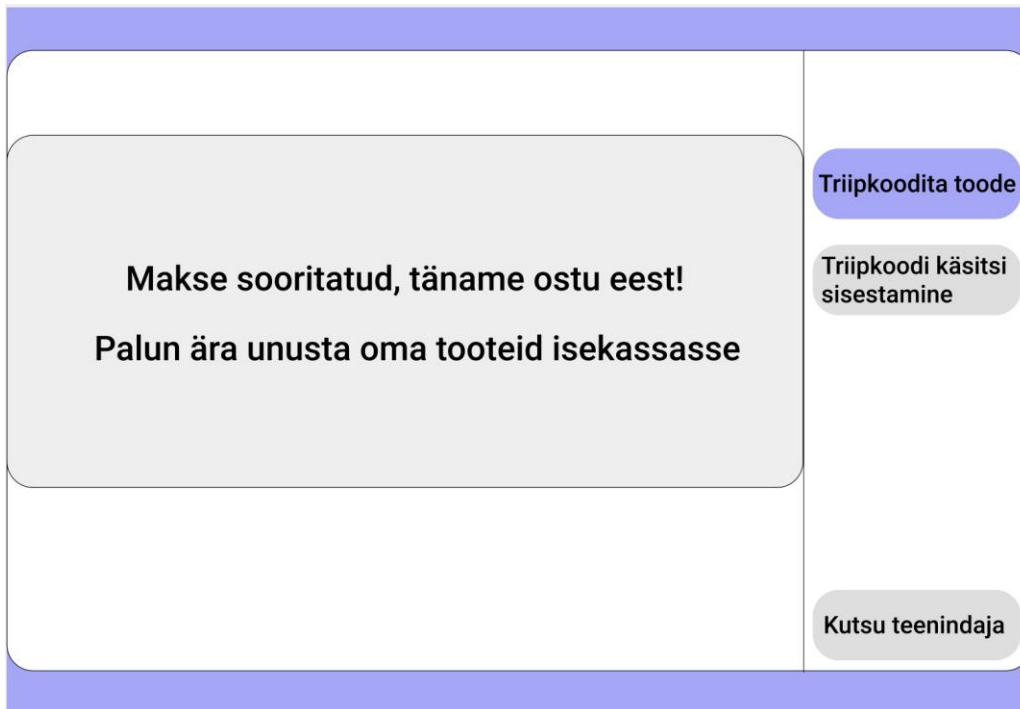 Makse sooritatud, täname ostu eest!
Palun ära unusta oma tooteid isekassasse
Triipkoodita toode
Triipkoodi käsitsi
sisestamine
Kutsu teenindaja